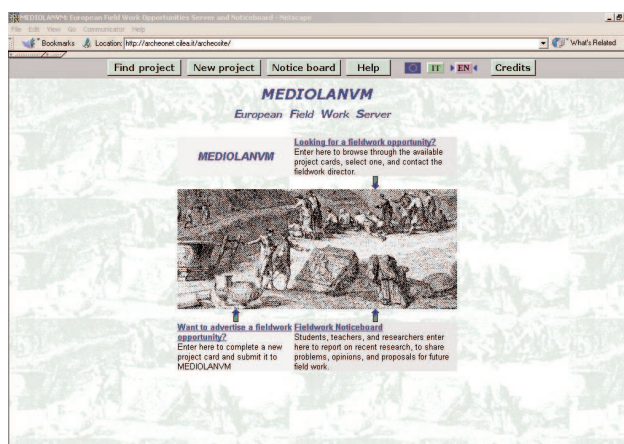 MEDIOLANVM: European Field Work Opportunities Server and Noticeboard - Netscape
File Edit View Go Communicator Help
Bookmarks Location: http://archeonet.cilea.it/archeosite/ What's Related
Find project New project Notice board Help IT EN Credits
MEDIOLANVM
European Field Work Server
MEDIOLANVM
Looking for a fieldwork opportunity?
Enter here to browse through the available
project cards, select one, and contact the
fieldwork director.
Want to advertise a fieldwork
opportunity?
Enter here to complete a new
project card and submit it to
MEDIOLANVM
Fieldwork Noticeboard
Students, teachers, and researchers enter
here to report on recent research, to share
problems, opinions, and proposals for future
field work.